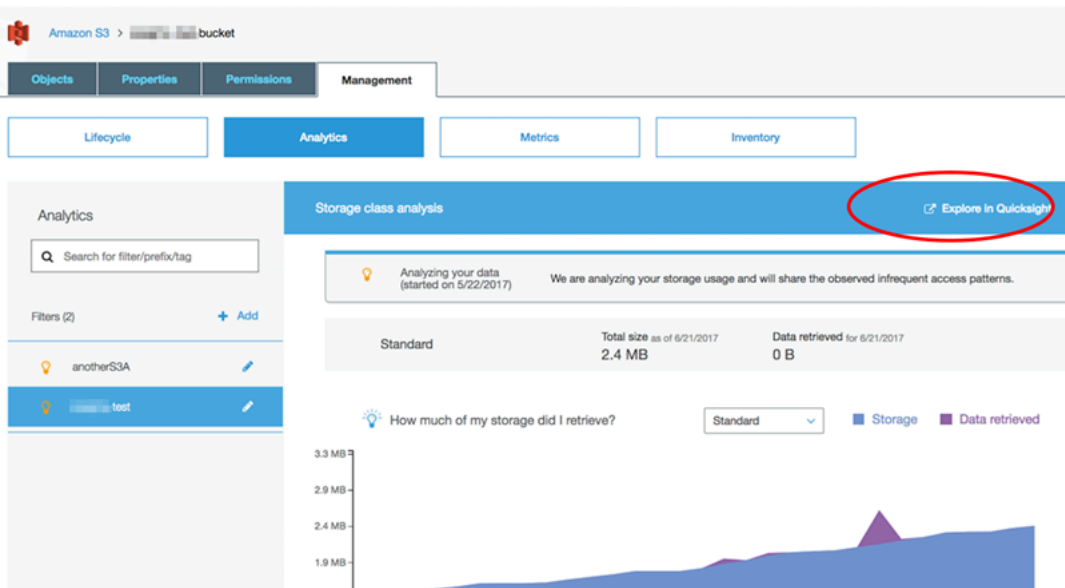 Amazon S3 > bucket
Objects Properties Permissions Management
Lifecycle Analytics Metrics Inventory
Analytics
Search for filter/prefix/tag
Filters (2) + Add
anotherS3A
test
Storage class analysis Explore in Quicksight
Analyzing your data
(started on 5/22/2017)
We are analyzing your storage usage and will share the observed infrequent access patterns.
Standard
Total size as of 6/21/2017
2.4 MB
Data retrieved for 6/21/2017
0 B
How much of my storage did I retrieve? Standard Storage Data retrieved
3.3 MB
2.9 MB
2.4 MB
1.9 MB